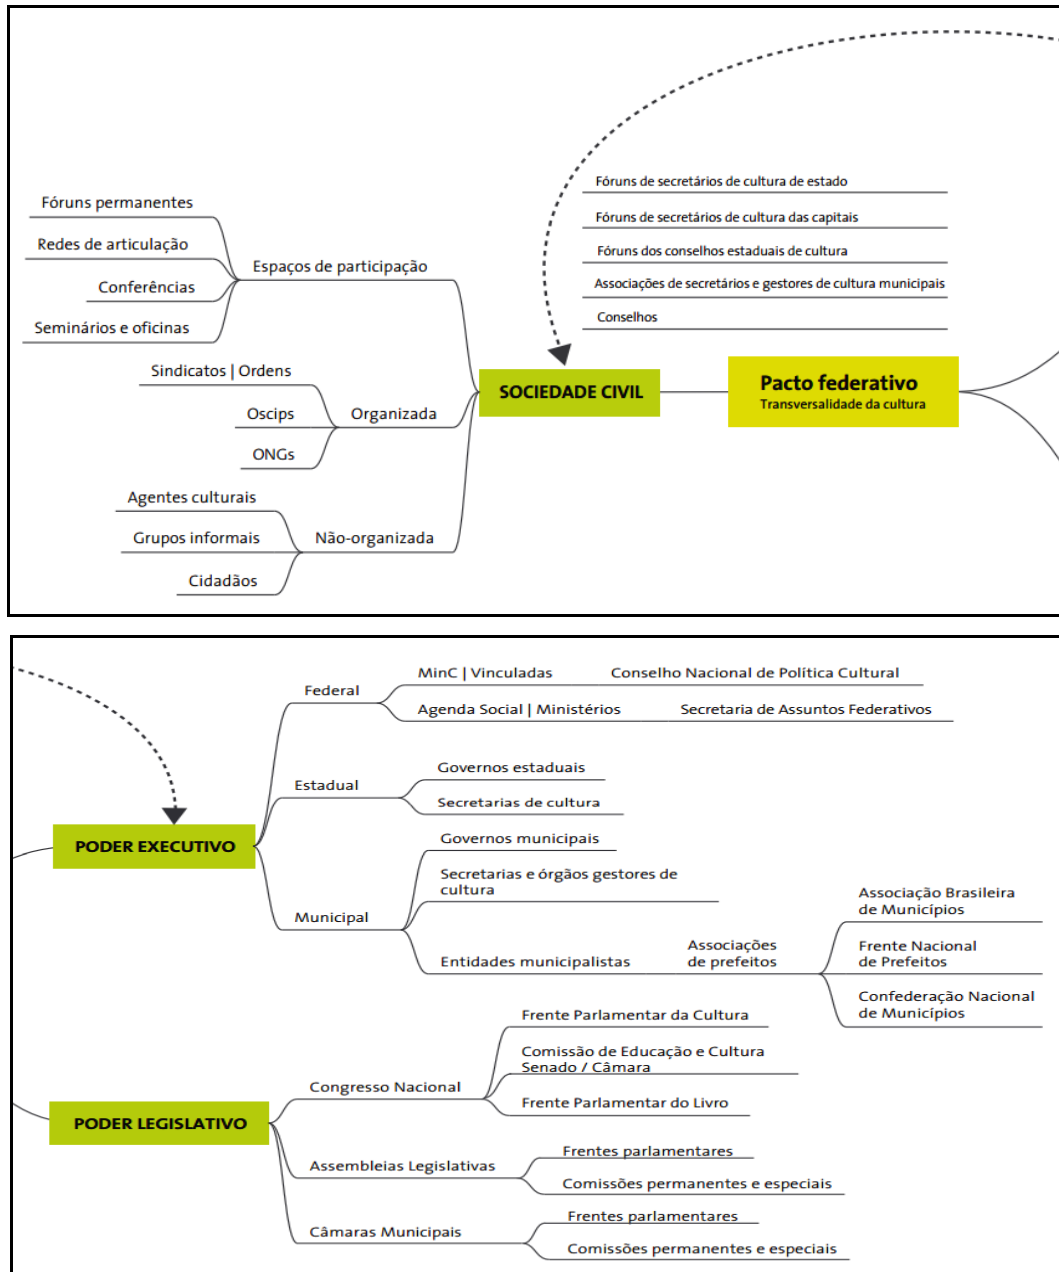 Fóruns de secretários de cultura de estado
Fóruns de secretários de cultura das capitais
Fóruns dos conselhos estaduais de cultura
Associações de secretários e gestores de cultura municipais
Conselhos
Fóruns permanentes
Redes de articulação
Conferências
Seminários e oficinas
Espaços de participação
Sindicatos | Ordens
Oscips
ONGs
Organizada
Agentes culturais
Grupos informais
Cidadãos
Não-organizada
SOCIEDADE CIVIL
Pacto federativo
Transversalidade da cultura
PODER EXECUTIVO
Federal
MinC | Vinculadas
Conselho Nacional de Política Cultural
Agenda Social | Ministérios
Secretaria de Assuntos Federativos
Estadual
Governos estaduais
Secretarias de cultura
Municipal
Governos municipais
Secretarias e órgãos gestores de
cultura
Entidades municipalistas
Associações
de prefeitos
Associação Brasileira
de Municípios
Frente Nacional
de Prefeitos
Confederação Nacional
de Municípios
PODER LEGISLATIVO
Congresso Nacional
Frente Parlamentar da Cultura
Comissão de Educação e Cultura
Senado / Câmara
Frente Parlamentar do Livro
Assembleias Legislativas
Frentes parlamentares
Comissões permanentes e especiais
Câmaras Municipais
Frentes parlamentares
Comissões permanentes e especiais